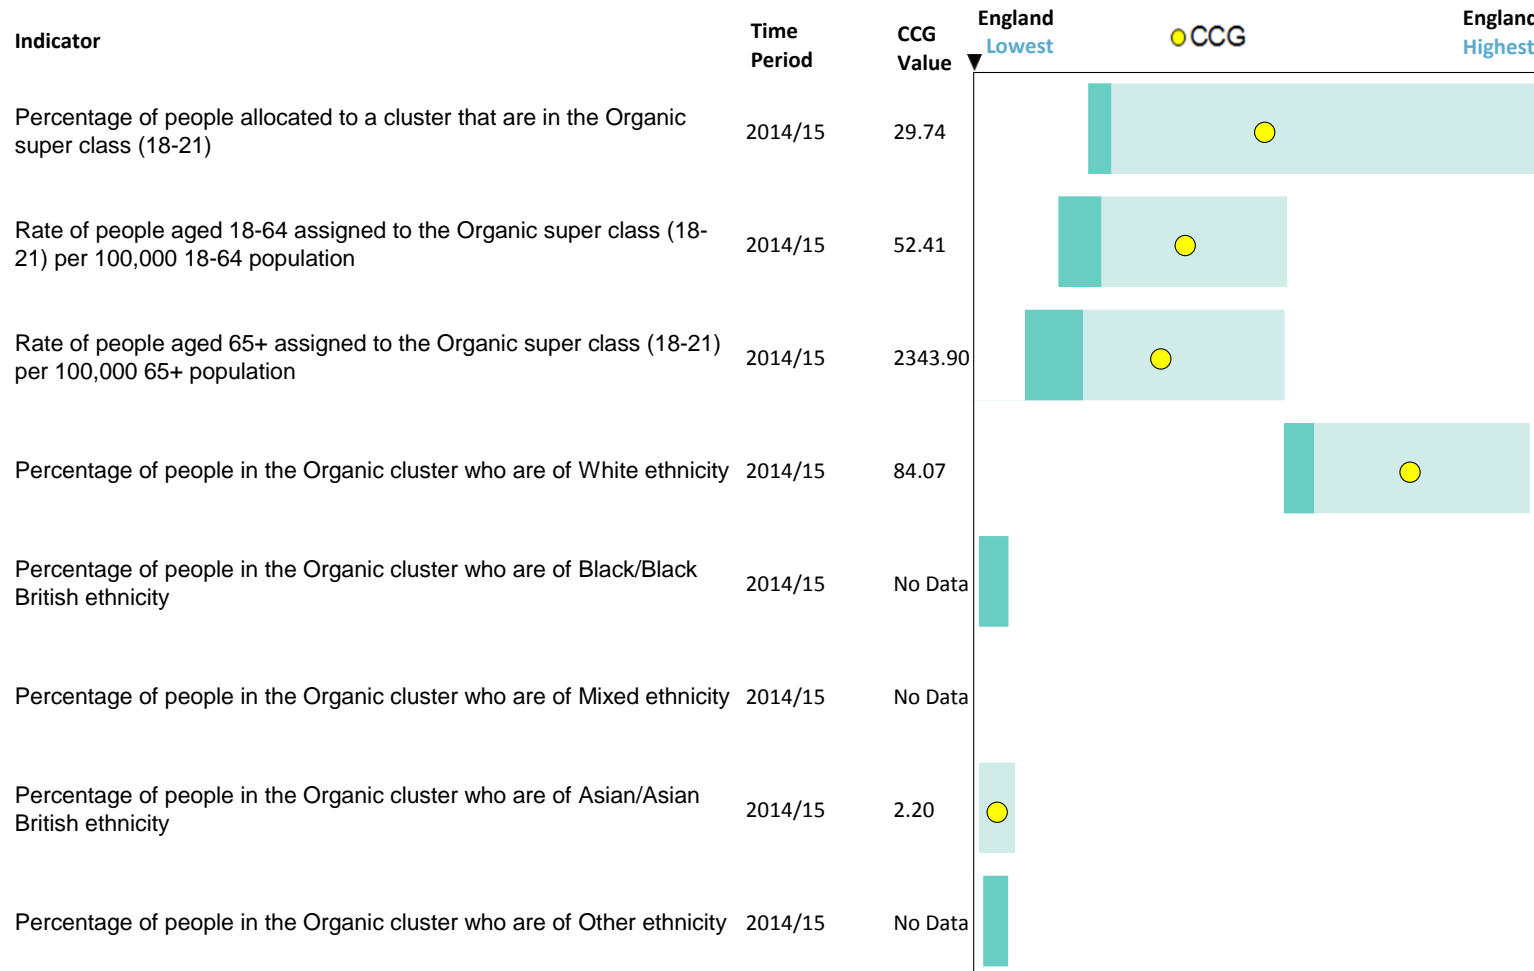 Indicator
Time
Period
CCG
Value
England
Lowest
CCG
England
Highest
Percentage of people allocated to a cluster that are in the Organic
super class (18-21)
2014/15
29.74
Rate of people aged 18-64 assigned to the Organic super class (18-
21) per 100,000 18-64 population
2014/15
52.41
Rate of people aged 65+ assigned to the Organic super class (18-21)
per 100,000 65+ population
2014/15
2343.90
Percentage of people in the Organic cluster who are of White ethnicity
2014/15
84.07
Percentage of people in the Organic cluster who are of Black/Black
British ethnicity
2014/15
No Data
Percentage of people in the Organic cluster who are of Mixed ethnicity
2014/15
No Data
Percentage of people in the Organic cluster who are of Asian/Asian
British ethnicity
2014/15
2.20
Percentage of people in the Organic cluster who are of Other ethnicity
2014/15
No Data